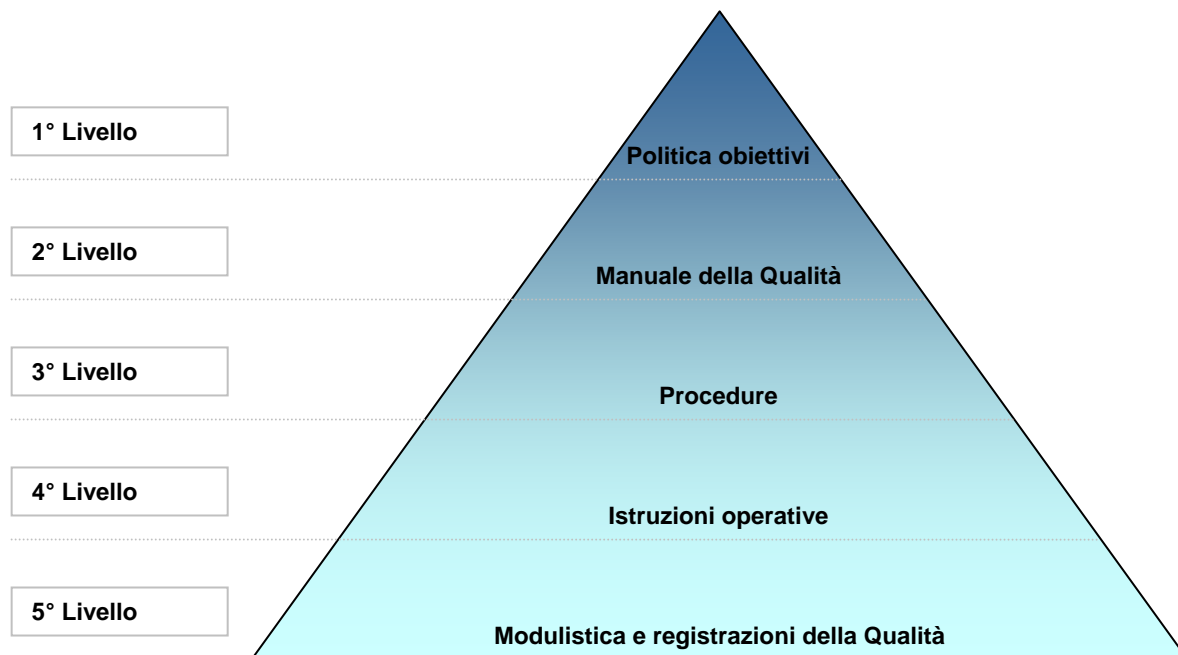 1° Livello
Politica obiettivi
2° Livello
Manuale della Qualità
3° Livello
Procedure
4° Livello
Istruzioni operative
5° Livello
Modulistica e registrazioni della Qualità